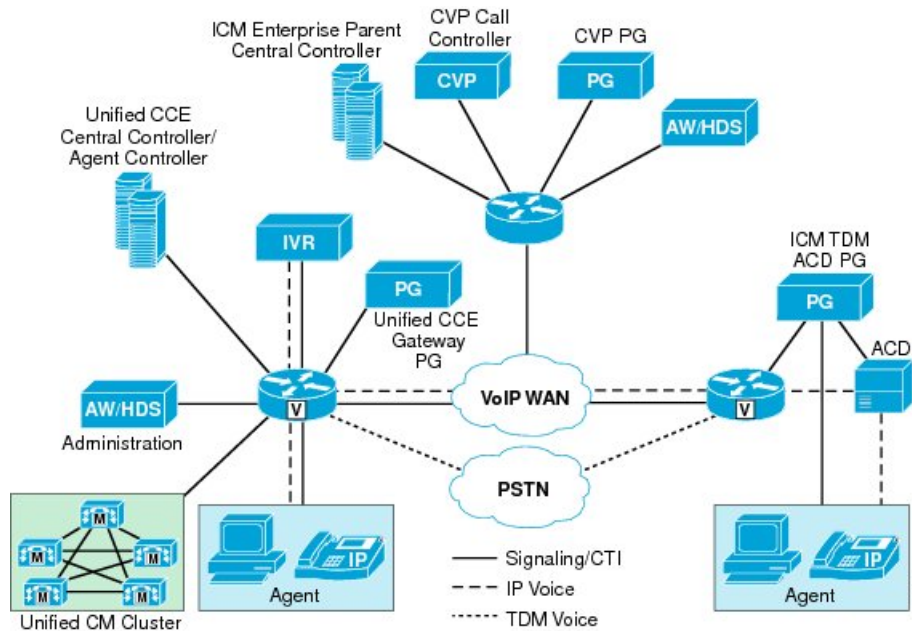 ICM Enterprise Parent
Central Controller
CVP Call
Controller
CVP
CVP PG
PG
AW/HDS
Unified CCE
Central Controller/
Agent Controller
IVR
PG
Unified CCE
Gateway
PG
ICM TDM
ACD PG
PG
ACD
AW/HDS
Administration
V
VoIP WAN
V
PSTN
M
M
M
M
M
Unified CM Cluster
IP
Agent
Signaling/CTI
IP Voice
TDM Voice
IP
Agent